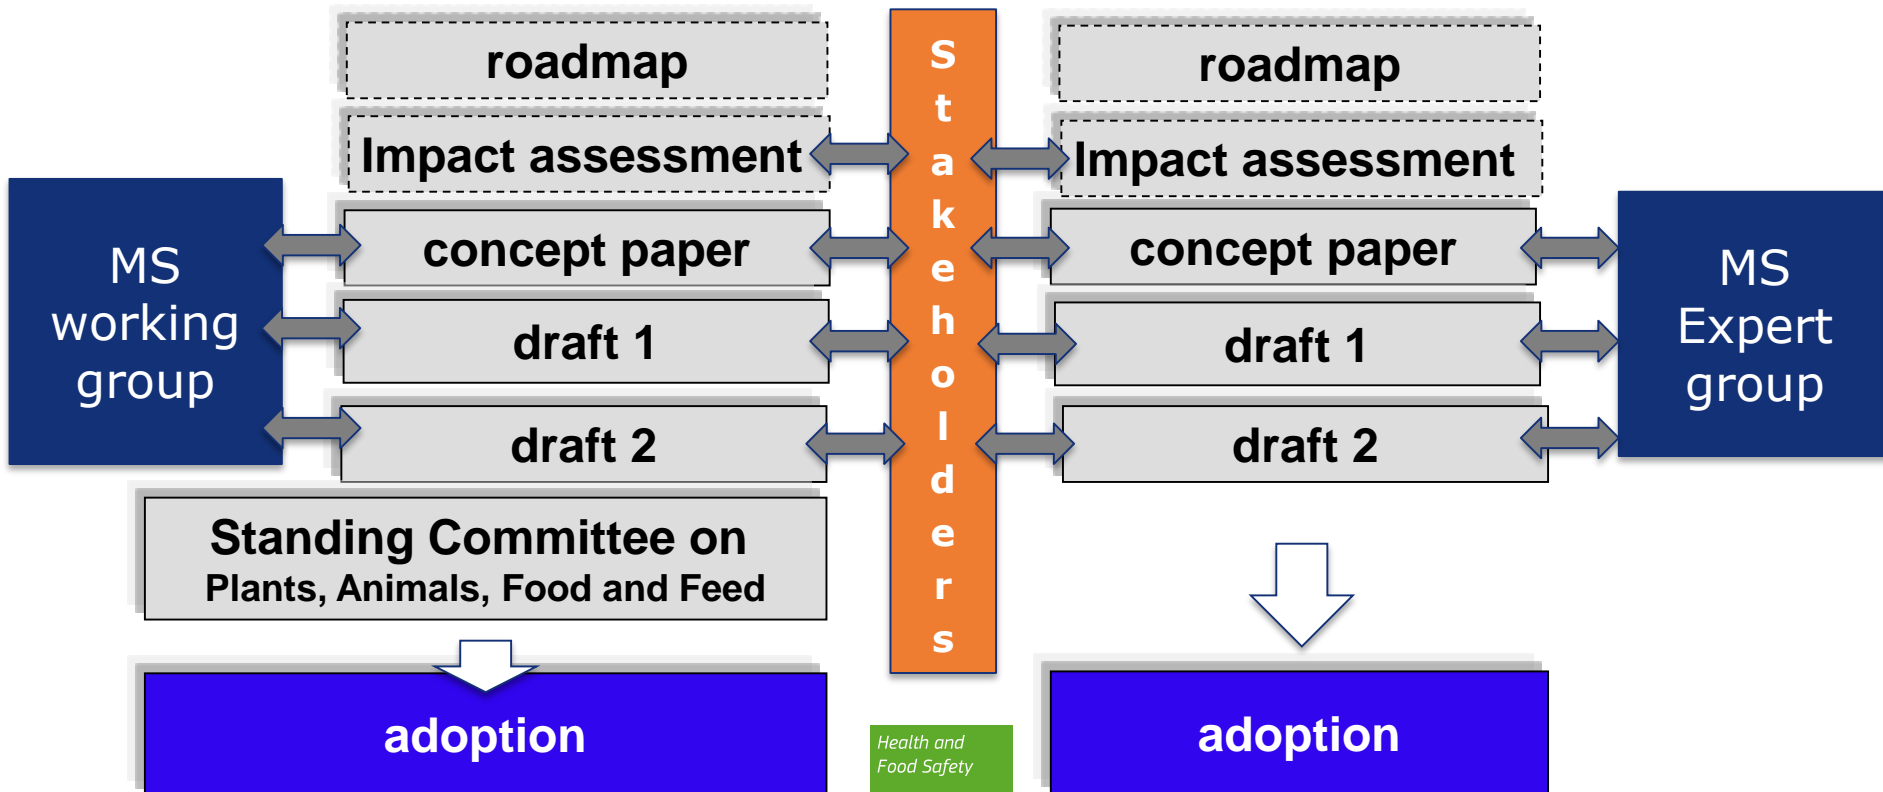 roadmap
Impact assessment
concept paper
draft 1
draft 2
Standing Committee on
Plants, Animals, Food and Feed
adoption
MS
working
group
Stakeholders
roadmap
Impact assessment
concept paper
draft 1
draft 2
adoption
MS
Expert
group
Health and
Food Safety